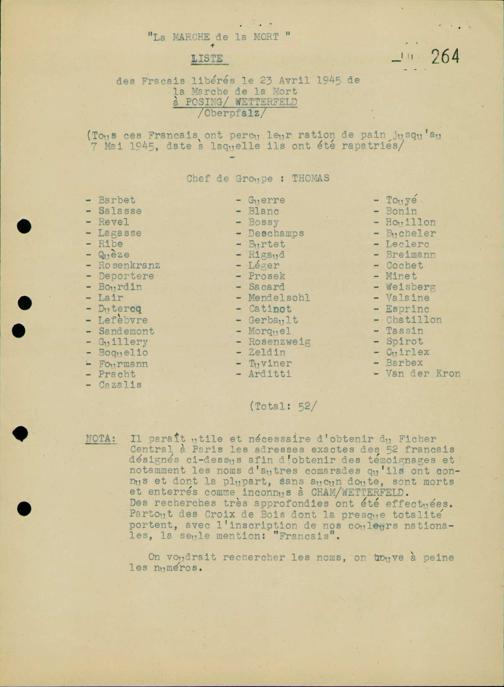 "La MARCHE de la MORT "
LISTE
264
des Fracais libérés le 23 Avril 1945 de
la Marche de la Mort
à POSING/ WETTERFELD
/Oberpfalz/
(Tous ces Francais ont percu leur ration de pain jusqu'au
7 Mai 1945, date à laquelle ils ont été rapatriés/
Chef de Groupe : THOMAS
- Barbet
- Salasse
- Revel
- Lagasse
- Ribe
- Quèze
- Rosenkranz
- Deportere
- Bourdin
- Lair
- Dutercq
- Lefèbvre
- Sandemont
- Guillery
- Boquelio
- Fourmann
- Pracht
- Cazalis
- Guerre
- Blanc
- Bossy
- Deschamps
- Burtet
- Rigaud
- Léger
- Prosek
- Sacard
- Mendelsohl
- Catinot
- Gerbault
- Morquel
- Rosenzweig
- Zeldin
- Tuviner
- Arditti
- Touyé
- Bonin
- Houillon
- Bucheler
- Leclerc
- Breimann
- Cochet
- Minet
- Weisberg
- Valaine
- Esprinc
- Chatillon
- Tassin
- Spirot
- Cuirlex
- Barbex
- Van der Kron
(Total: 52/
NOTA: Il paraît utile et nécessaire d'obtenir du Ficher
Central à Paris les adresses exactes des 52 francais
désignés ci-dessus afin d'obtenir des témoignages et
notamment les noms d'autres comarades qu'ils ont con-
nus et dont la plupart, sans aucun doute, sont morts
et enterrés comme inconnus à CHAM/WETTERFELD.
Des recherches très approfondies ont été effectuées.
Partout des Croix de Bois dont la presque totalité
portent, avec l'inscription de nos couleurs nationa-
les, la seule mention: "Francais".
On voudrait rechercher les noms, on trouve à peine
les numéros.